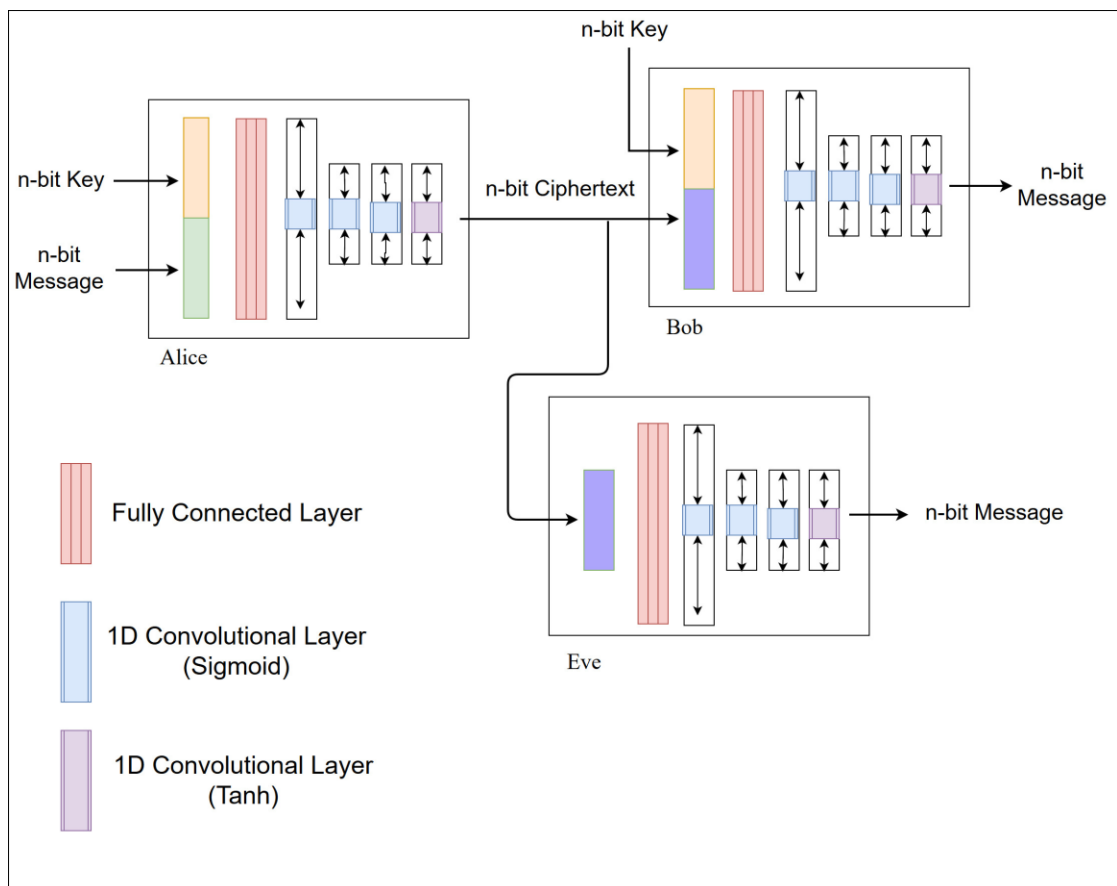 n-bit Key
n-bit Key
n-bit
Message
n-bit Ciphertext
n-bit
Message
Alice
Bob
n-bit Message
Eve
Fully Connected Layer
1D Convolutional Layer
(Sigmoid)
1D Convolutional Layer
(Tanh)